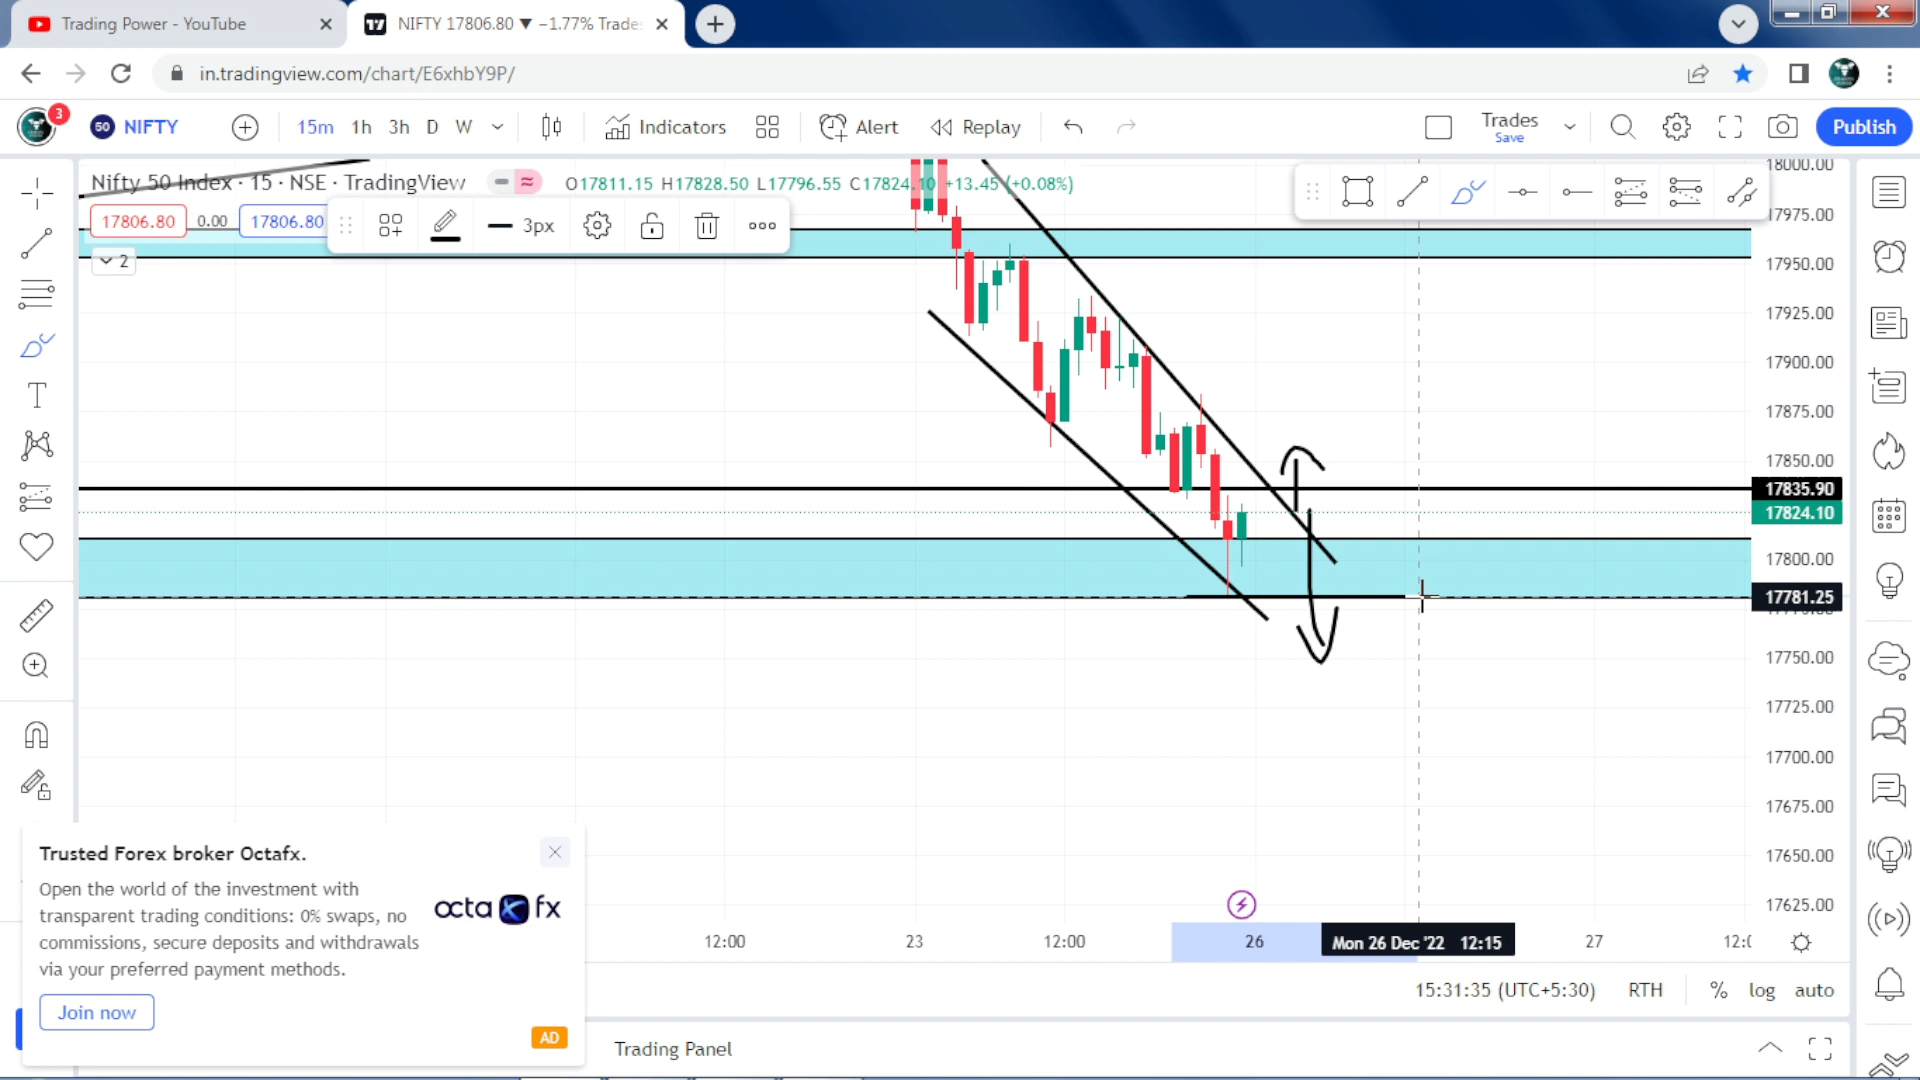 Trading Power - YouTube
NIFTY 17806.80 ▼ −1.77% Trade
in.tradingview.com/chart/E6xhbY9P/
3
50 NIFTY
15m 1h 3h D W
Indicators
Alert
Replay
Trades
Save
Publish
Nifty 50 Index · 15 · NSE · TradingView
O17811.15 H17828.50 L17796.55 C17824.10 +13.45 (+0.08%)
17806.80 0.00 17806.80
3px
2
18000.00
17975.00
17950.00
17925.00
17900.00
17875.00
17850.00
17835.90
17824.10
17800.00
17781.25
17750.00
17725.00
17700.00
17675.00
17650.00
17625.00
12:00 23 12:00 26 Mon 26 Dec '22 12:15 27
15:31:35 (UTC+5:30) RTH % log auto
Trusted Forex broker Octafx.
Open the world of the investment with
transparent trading conditions: 0% swaps, no
commissions, secure deposits and withdrawals
via your preferred payment methods.
octa fx
Join now
AD
Trading Panel